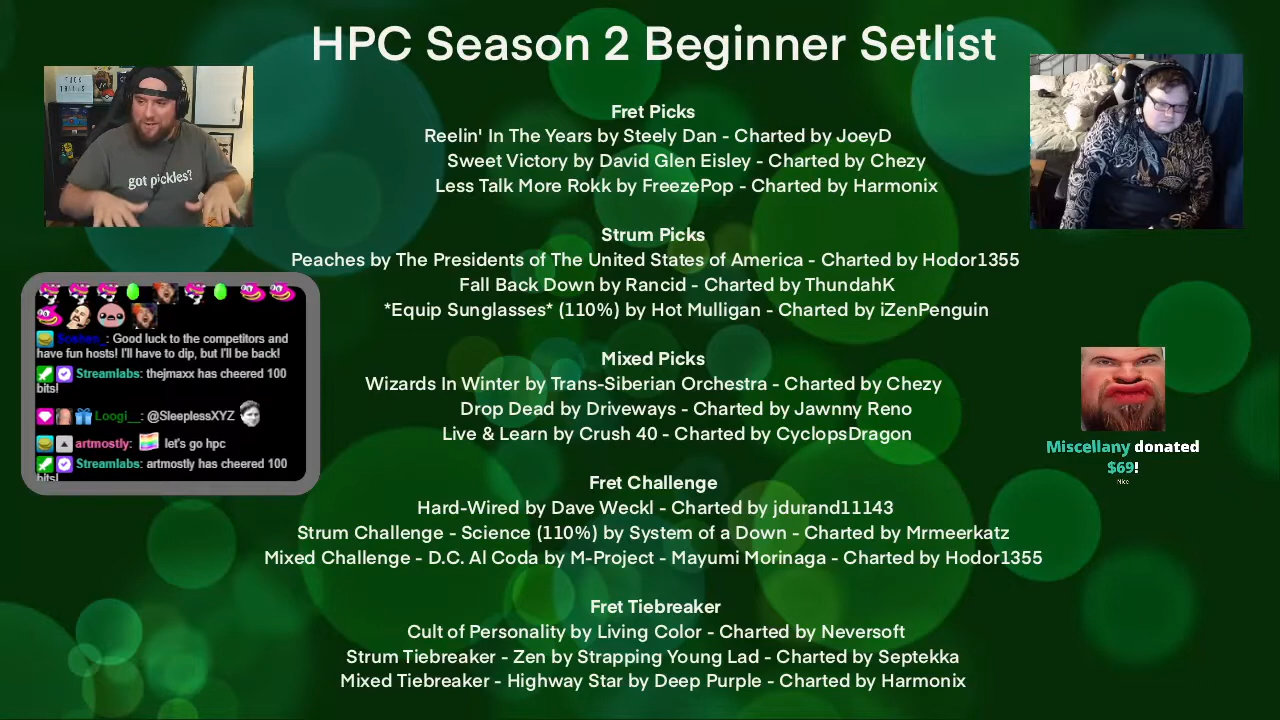 HPC Season 2 Beginner Setlist
Fret Picks
Reelin' In The Years by Steely Dan - Charted by JoeyD
Sweet Victory by David Glen Eisley - Charted by Chezy
Less Talk More Rokk by FreezePop - Charted by Harmonix
Strum Picks
Peaches by The Presidents of The United States of America - Charted by Hodor1355
Fall Back Down by Rancid - Charted by ThundahK
*Equip Sunglasses* (110%) by Hot Mulligan - Charted by iZenPenguin
Mixed Picks
Wizards In Winter by Trans-Siberian Orchestra - Charted by Chezy
Drop Dead by Driveways - Charted by Jawnny Reno
Live & Learn by Crush 40 - Charted by CyclopsDragon
Fret Challenge
Hard-Wired by Dave Weckl - Charted by jdurand11143
Strum Challenge - Science (110%) by System of a Down - Charted by Mrmeerkatz
Mixed Challenge - D.C. Al Coda by M-Project - Mayumi Morinaga - Charted by Hodor1355
Fret Tiebreaker
Cult of Personality by Living Color - Charted by Neversoft
Strum Tiebreaker - Zen by Strapping Young Lad - Charted by Septekka
Mixed Tiebreaker - Highway Star by Deep Purple - Charted by Harmonix
got pickles?
: Good luck to the competitors and
have fun hosts! I'll have to dip, but I'll be back!
Streamlabs: thejmaxx has cheered 100
bits!
Loogi__: @SleeplessXYZ
artmostly: let's go hpc
Streamlabs: artmostly has cheered 100
bits!
Miscellany donated
$69!
Nice